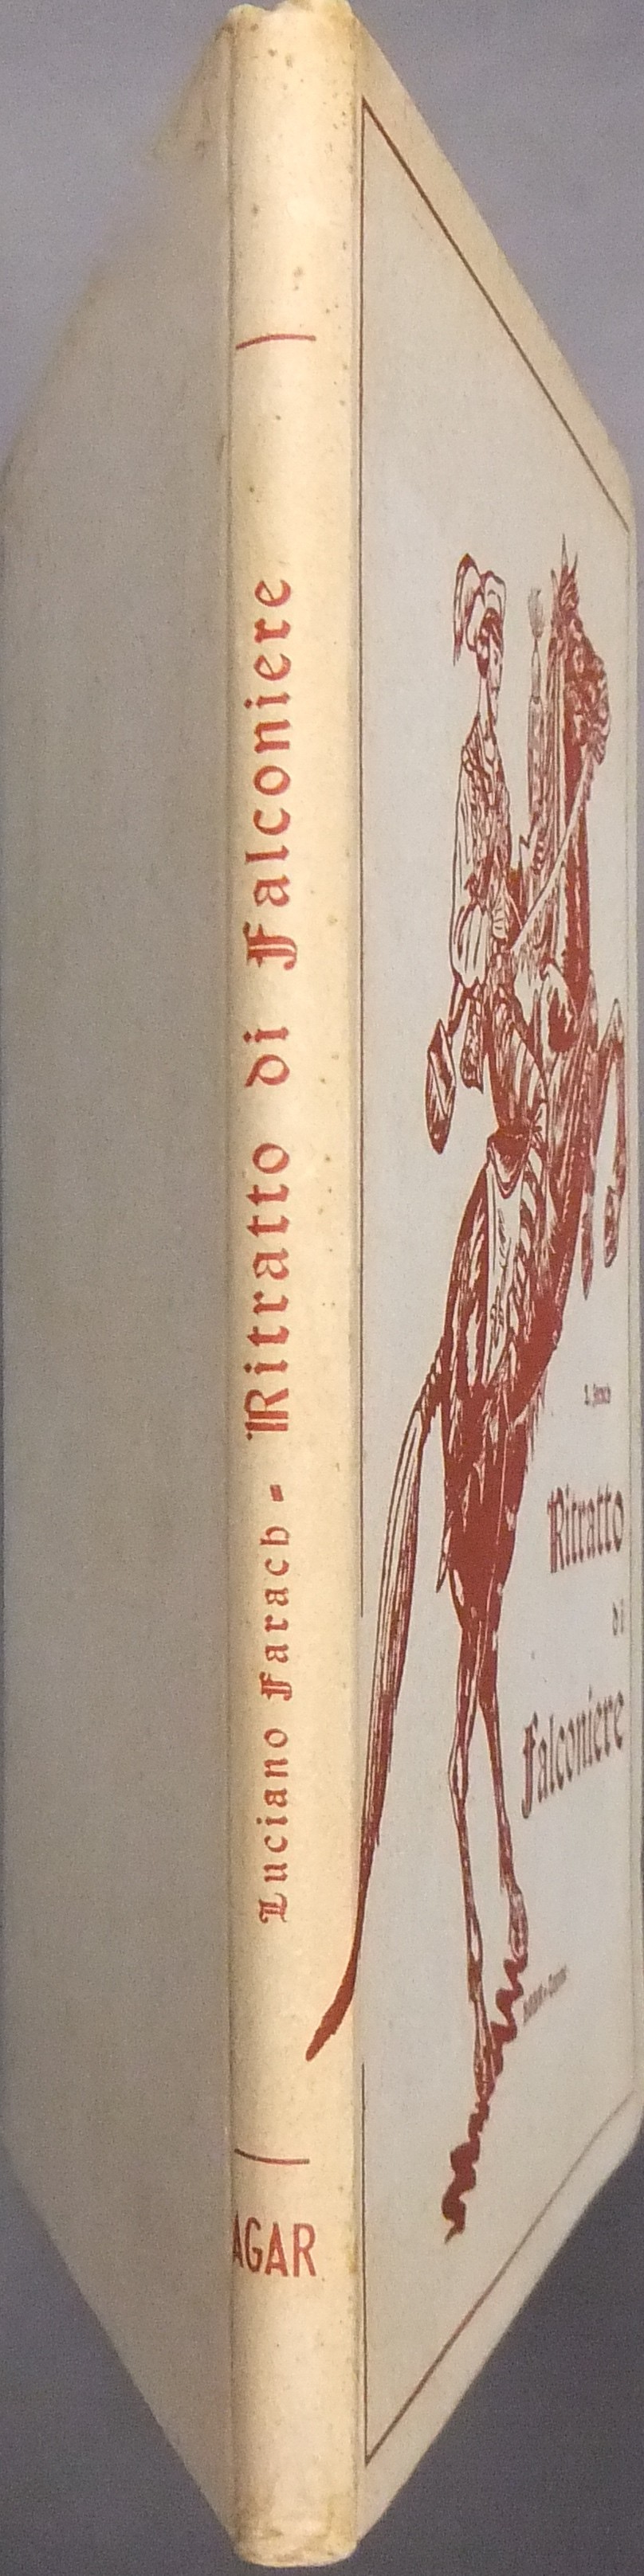 Luciano Farach - Ritratto di Falconiere
AGAR
Ritratto
di
Falconiere